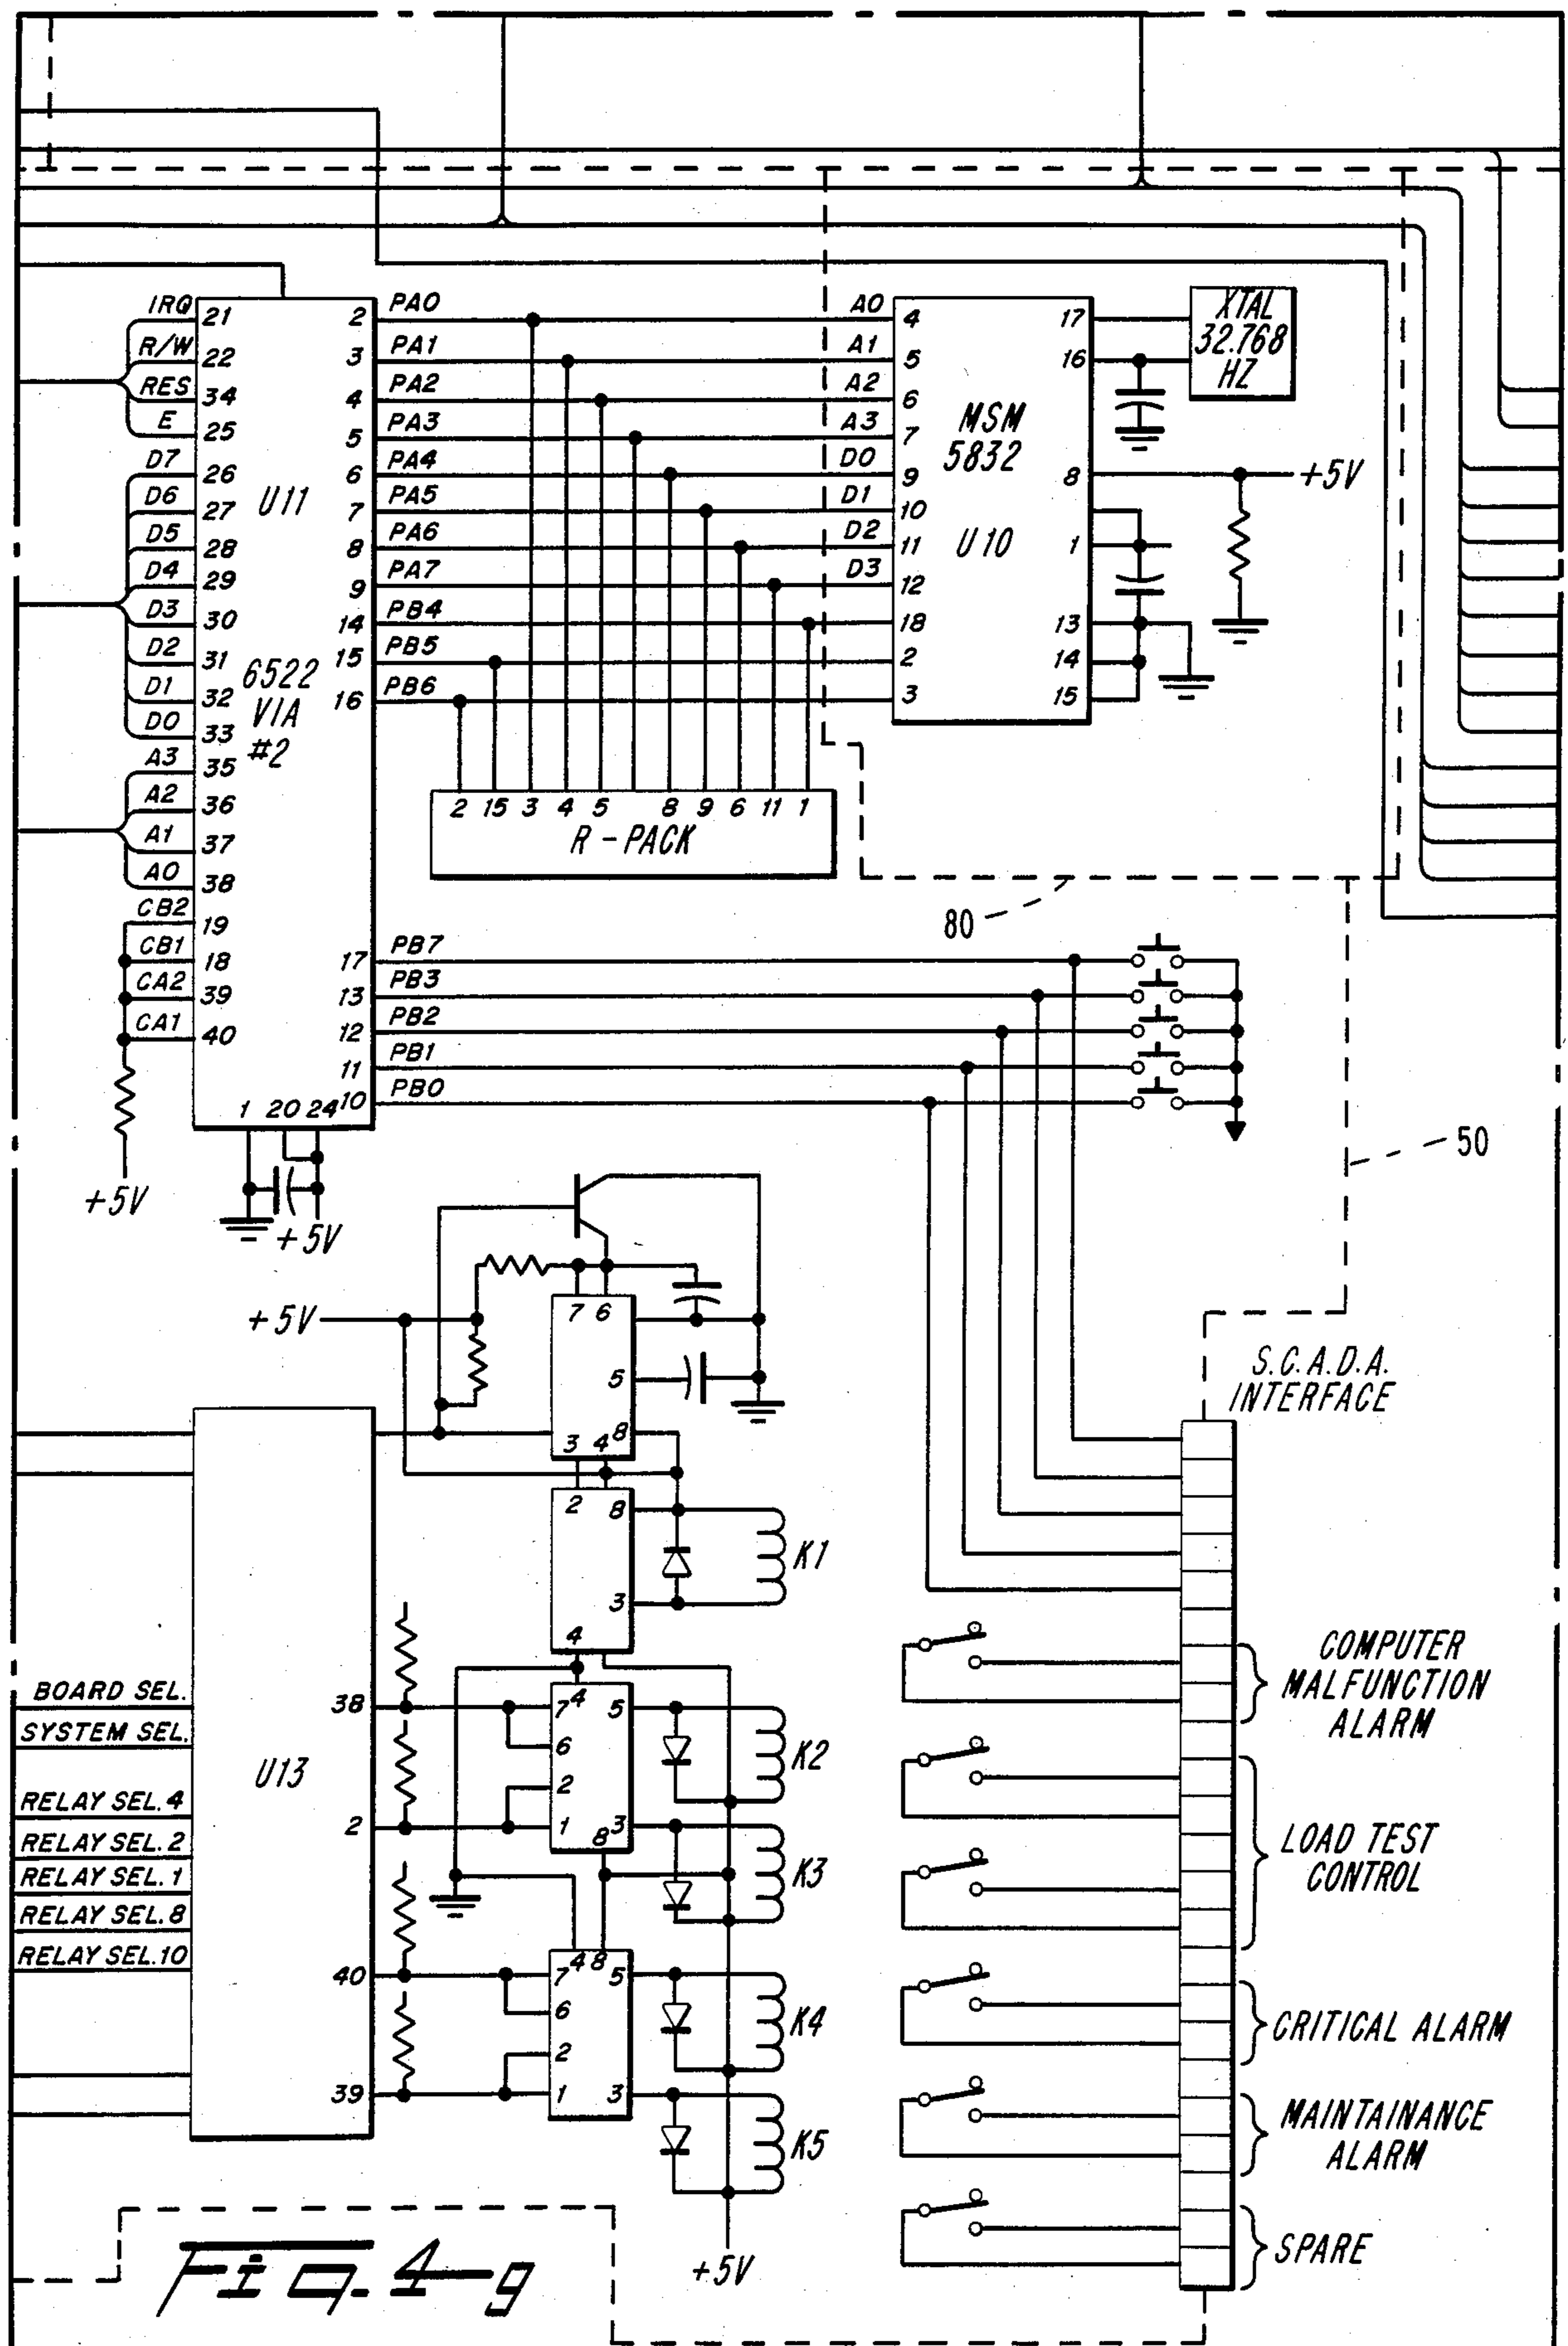 IRQ 21 2 PA0 A0 4 17 XTAL
R/W 22 3 PA1 A1 5 16 32.768
RES 34 4 PA2 A2 6 HZ
E 25 5 PA3 A3 7 MSM
D7 26 6 PA4 D0 9 5832 8 +5V
D6 27 U11 7 PA5 D1 10
D5 28 8 PA6 D2 11 U10 1
D4 29 9 PA7 D3 12
D3 30 14 PB4 18 13
D2 31 15 PB5 2 14
D1 32 6522 16 PB6 3 15
D0 33 VIA
#2
A3 35
A2 36 2 15 3 4 5 8 9 6 11 1
A1 37 R-PACK
A0 38
80
CB2 19
CB1 18 17 PB7
CA2 39 13 PB3
CA1 40 12 PB2
11 PB1
10 PB0
1 20 24
50
+5V
+5V
+5V
7 6
5
3 4 8
S.C.A.D.A.
INTERFACE
2 8
K1
3
4
COMPUTER
MALFUNCTION
ALARM
BOARD SEL. 38 7 4 5
SYSTEM SEL. 6 K2
U13
2
RELAY SEL.4 2 1 8 3
RELAY SEL.2
RELAY SEL.1 K3
RELAY SEL.8
RELAY SEL.10
LOAD TEST
CONTROL
40 7 4 8 5
6 K4
2
39 1 3
K5
CRITICAL ALARM
MAINTAINANCE
ALARM
SPARE
+5V
Fig. 4-g